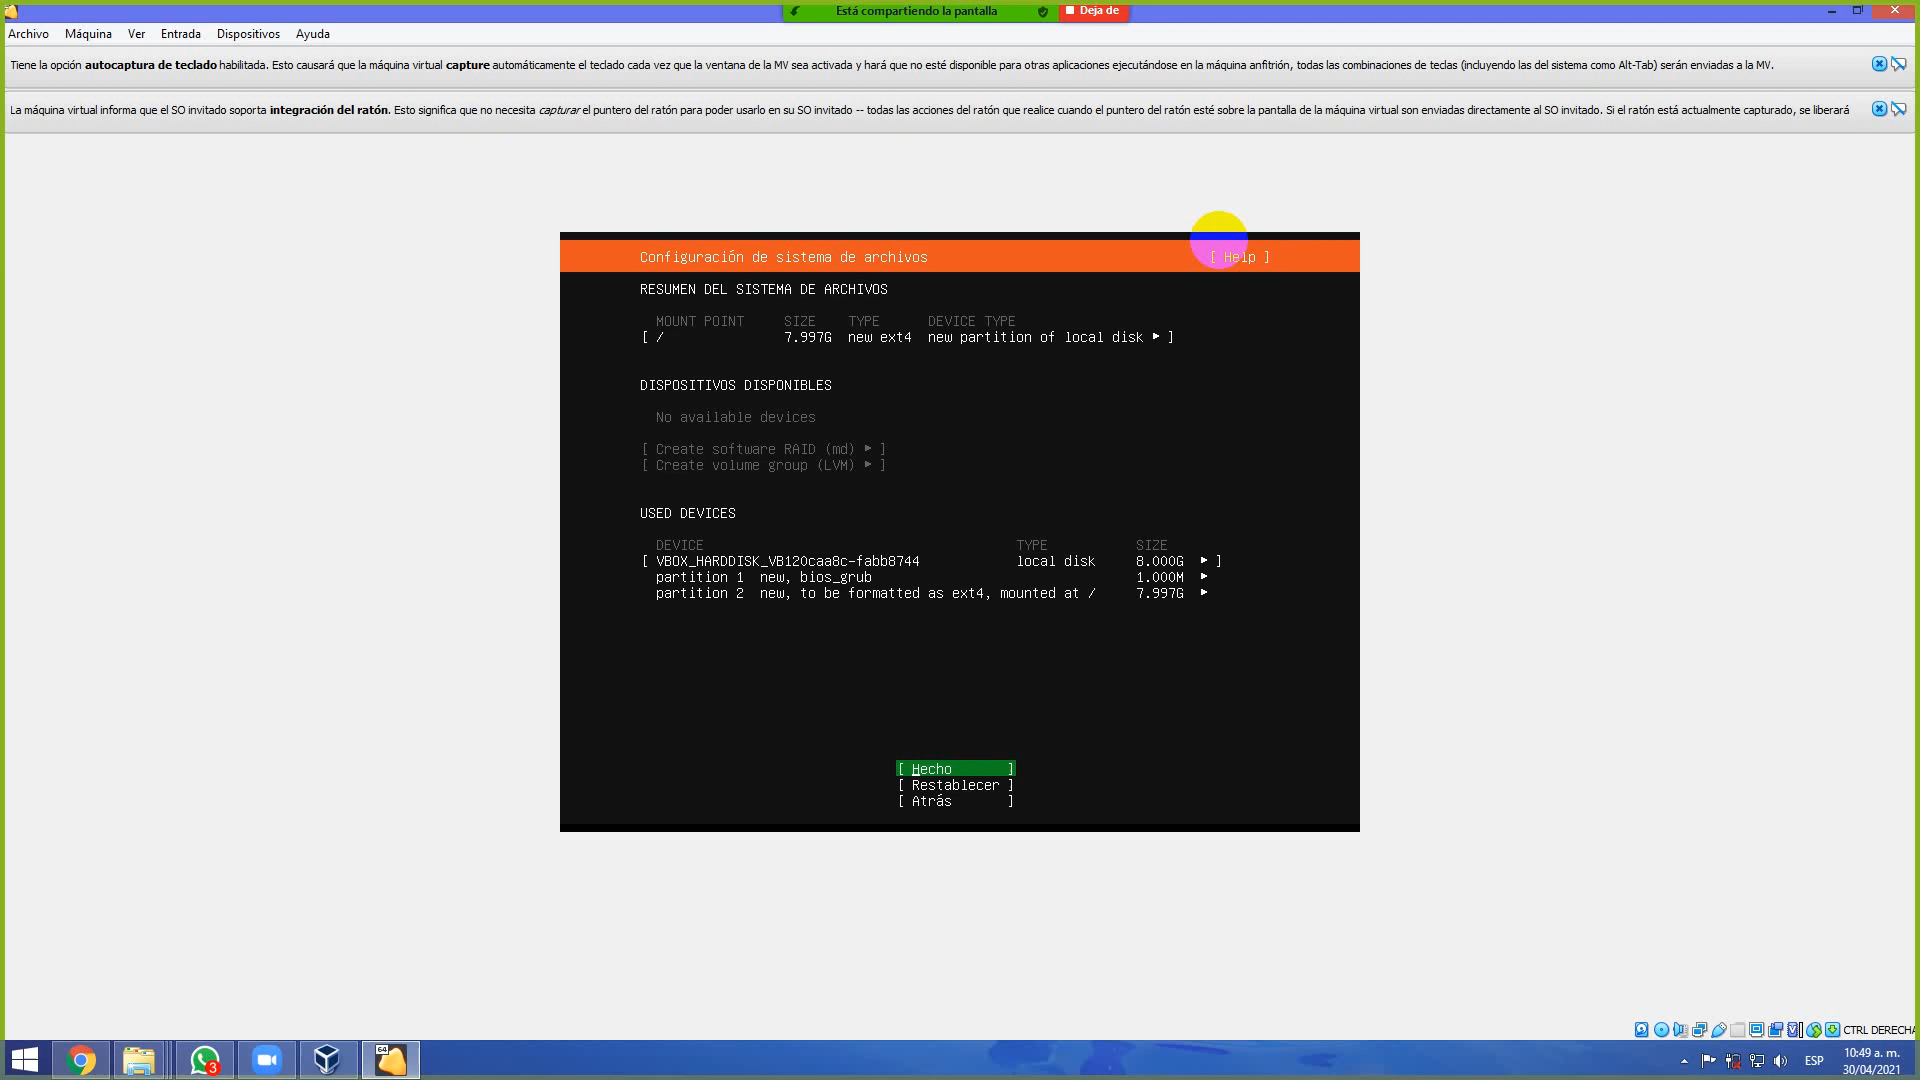 Está compartiendo la pantalla
Deja de
Archivo Máquina Ver Entrada Dispositivos Ayuda
Tiene la opción autocaptura de teclado habilitada. Esto causará que la máquina virtual capture automáticamente el teclado cada vez que la ventana de la MV sea activada y hará que no esté disponible para otras aplicaciones ejecutándose en la máquina anfitrión, todas las combinaciones de teclas (incluyendo las del sistema como Alt-Tab) serán enviadas a la MV.
La máquina virtual informa que el SO invitado soporta integración del ratón. Esto significa que no necesita capturar el puntero del ratón para poder usarlo en su SO invitado -- todas las acciones del ratón que realice cuando el puntero del ratón esté sobre la pantalla de la máquina virtual son enviadas directamente al SO invitado. Si el ratón está actualmente capturado, se liberará
Configuración de sistema de archivos [ Help ]
RESUMEN DEL SISTEMA DE ARCHIVOS
MOUNT POINT SIZE TYPE DEVICE TYPE
[ / 7.997G new ext4 new partition of local disk ▸ ]
DISPOSITIVOS DISPONIBLES
No available devices
[ Create software RAID (md) ▸ ]
[ Create volume group (LVM) ▸ ]
USED DEVICES
DEVICE TYPE SIZE
[ VBOX_HARDDISK_VB120caa8c-fabb8744 local disk 8.000G ▸ ]
partition 1 new, bios_grub 1.000M ▸
partition 2 new, to be formatted as ext4, mounted at / 7.997G ▸
[ Hecho ]
[ Restablecer ]
[ Atrás ]
CTRL DERECHA
64
3
ESP
10:49 a. m.
30/04/2021